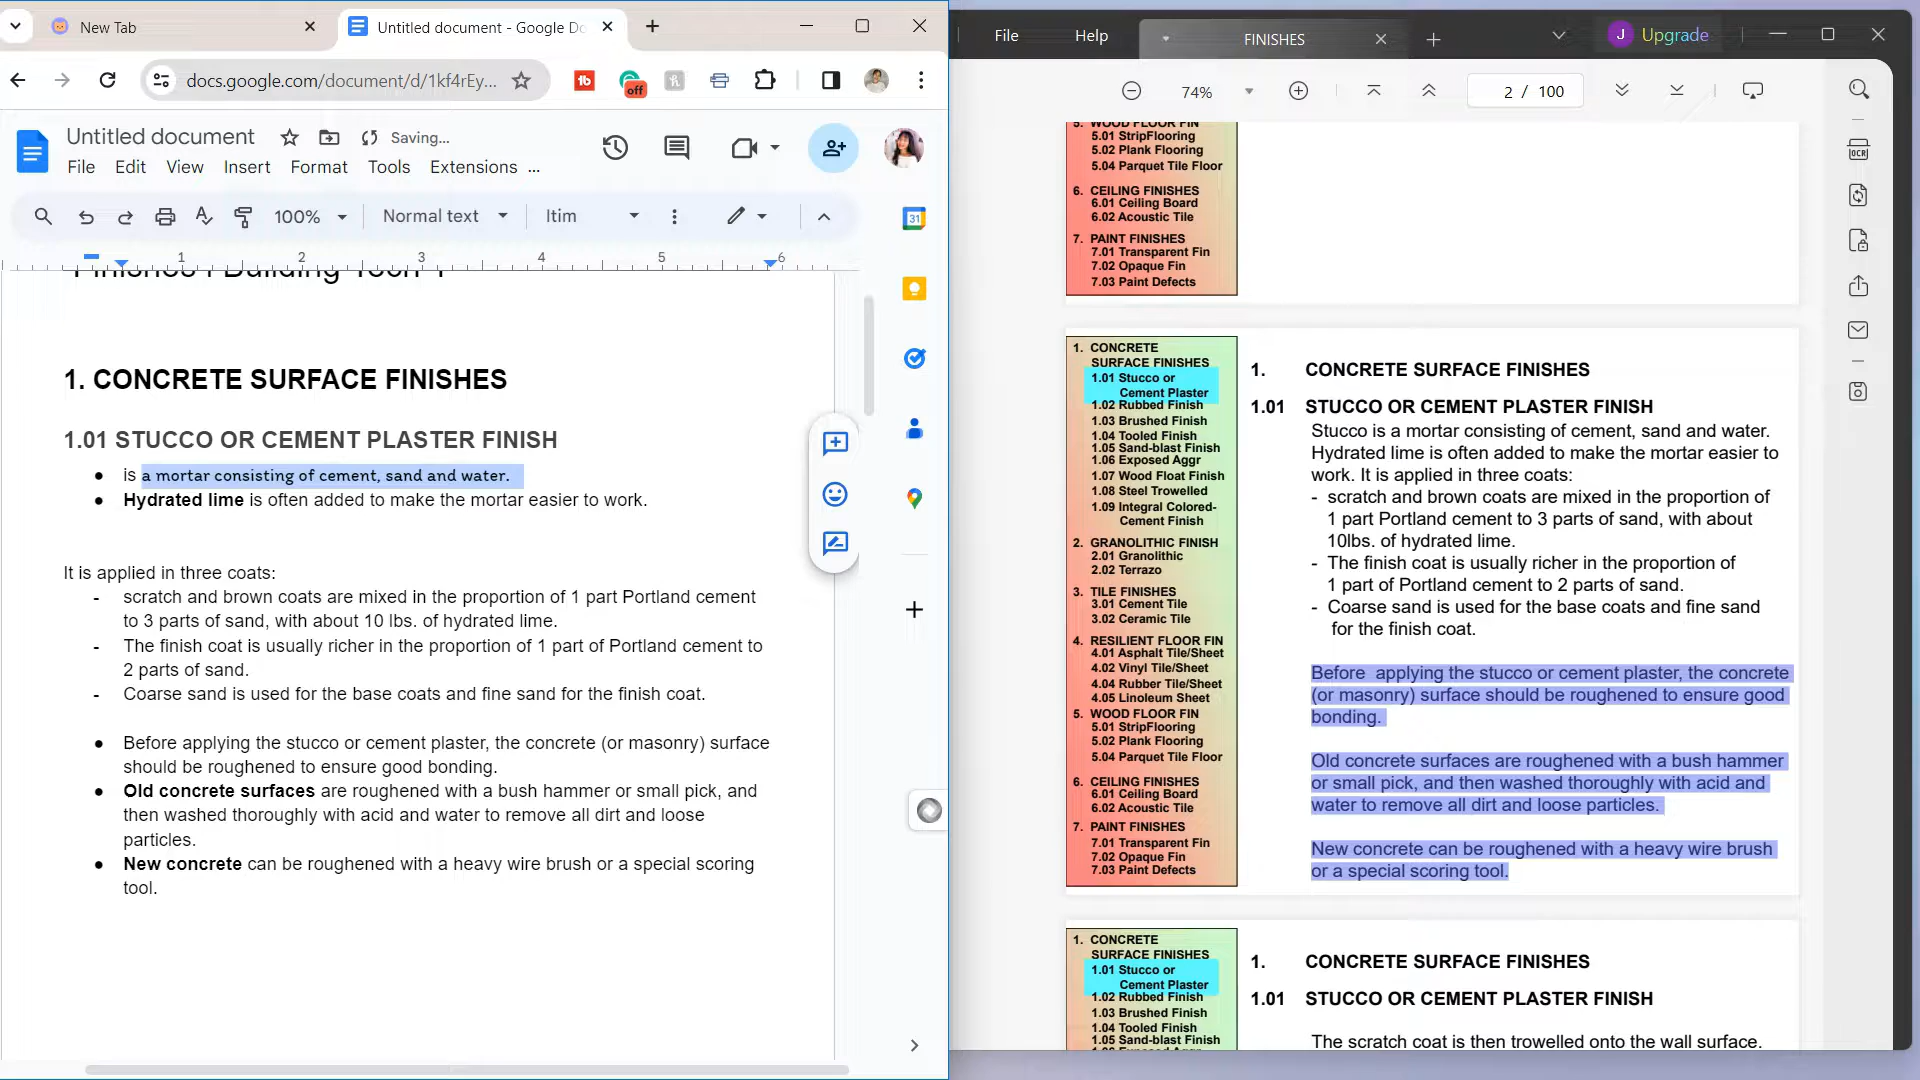 New Tab
Untitled document - Google Do
docs.google.com/document/d/1kf4rEy...
off
Untitled document
Saving...
File Edit View Insert Format Tools Extensions ...
100% Normal text Itim
1 2 3 4 5 6
Finishes I Building Tech 1
1. CONCRETE SURFACE FINISHES
1.01 STUCCO OR CEMENT PLASTER FINISH
● is a mortar consisting of cement, sand and water.
● Hydrated lime is often added to make the mortar easier to work.
It is applied in three coats:
- scratch and brown coats are mixed in the proportion of 1 part Portland cement
to 3 parts of sand, with about 10 lbs. of hydrated lime.
- The finish coat is usually richer in the proportion of 1 part of Portland cement to
2 parts of sand.
- Coarse sand is used for the base coats and fine sand for the finish coat.
● Before applying the stucco or cement plaster, the concrete (or masonry) surface
should be roughened to ensure good bonding.
● Old concrete surfaces are roughened with a bush hammer or small pick, and
then washed thoroughly with acid and water to remove all dirt and loose
particles.
● New concrete can be roughened with a heavy wire brush or a special scoring
tool.
31
File Help FINISHES J Upgrade
74% 2 / 100
OCR
5. WOOD FLOOR FIN
5.01 StripFlooring
5.02 Plank Flooring
5.04 Parquet Tile Floor
6. CEILING FINISHES
6.01 Ceiling Board
6.02 Acoustic Tile
7. PAINT FINISHES
7.01 Transparent Fin
7.02 Opaque Fin
7.03 Paint Defects
1. CONCRETE
SURFACE FINISHES
1.01 Stucco or
Cement Plaster
1.02 Rubbed Finish
1.03 Brushed Finish
1.04 Tooled Finish
1.05 Sand-blast Finish
1.06 Exposed Aggr
1.07 Wood Float Finish
1.08 Steel Trowelled
1.09 Integral Colored-
Cement Finish
2. GRANOLITHIC FINISH
2.01 Granolithic
2.02 Terrazo
3. TILE FINISHES
3.01 Cement Tile
3.02 Ceramic Tile
4. RESILIENT FLOOR FIN
4.01 Asphalt Tile/Sheet
4.02 Vinyl Tile/Sheet
4.04 Rubber Tile/Sheet
4.05 Linoleum Sheet
5. WOOD FLOOR FIN
5.01 StripFlooring
5.02 Plank Flooring
5.04 Parquet Tile Floor
6. CEILING FINISHES
6.01 Ceiling Board
6.02 Acoustic Tile
7. PAINT FINISHES
7.01 Transparent Fin
7.02 Opaque Fin
7.03 Paint Defects
1. CONCRETE SURFACE FINISHES
1.01 STUCCO OR CEMENT PLASTER FINISH
Stucco is a mortar consisting of cement, sand and water.
Hydrated lime is often added to make the mortar easier to
work. It is applied in three coats:
- scratch and brown coats are mixed in the proportion of
1 part Portland cement to 3 parts of sand, with about
10lbs. of hydrated lime.
- The finish coat is usually richer in the proportion of
1 part of Portland cement to 2 parts of sand.
- Coarse sand is used for the base coats and fine sand
for the finish coat.
Before applying the stucco or cement plaster, the concrete
(or masonry) surface should be roughened to ensure good
bonding.
Old concrete surfaces are roughened with a bush hammer
or small pick, and then washed thoroughly with acid and
water to remove all dirt and loose particles.
New concrete can be roughened with a heavy wire brush
or a special scoring tool.
1. CONCRETE
SURFACE FINISHES
1.01 Stucco or
Cement Plaster
1.02 Rubbed Finish
1.03 Brushed Finish
1.04 Tooled Finish
1.05 Sand-blast Finish
1.06 Exposed Aggr
1. CONCRETE SURFACE FINISHES
1.01 STUCCO OR CEMENT PLASTER FINISH
The scratch coat is then trowelled onto the wall surface.